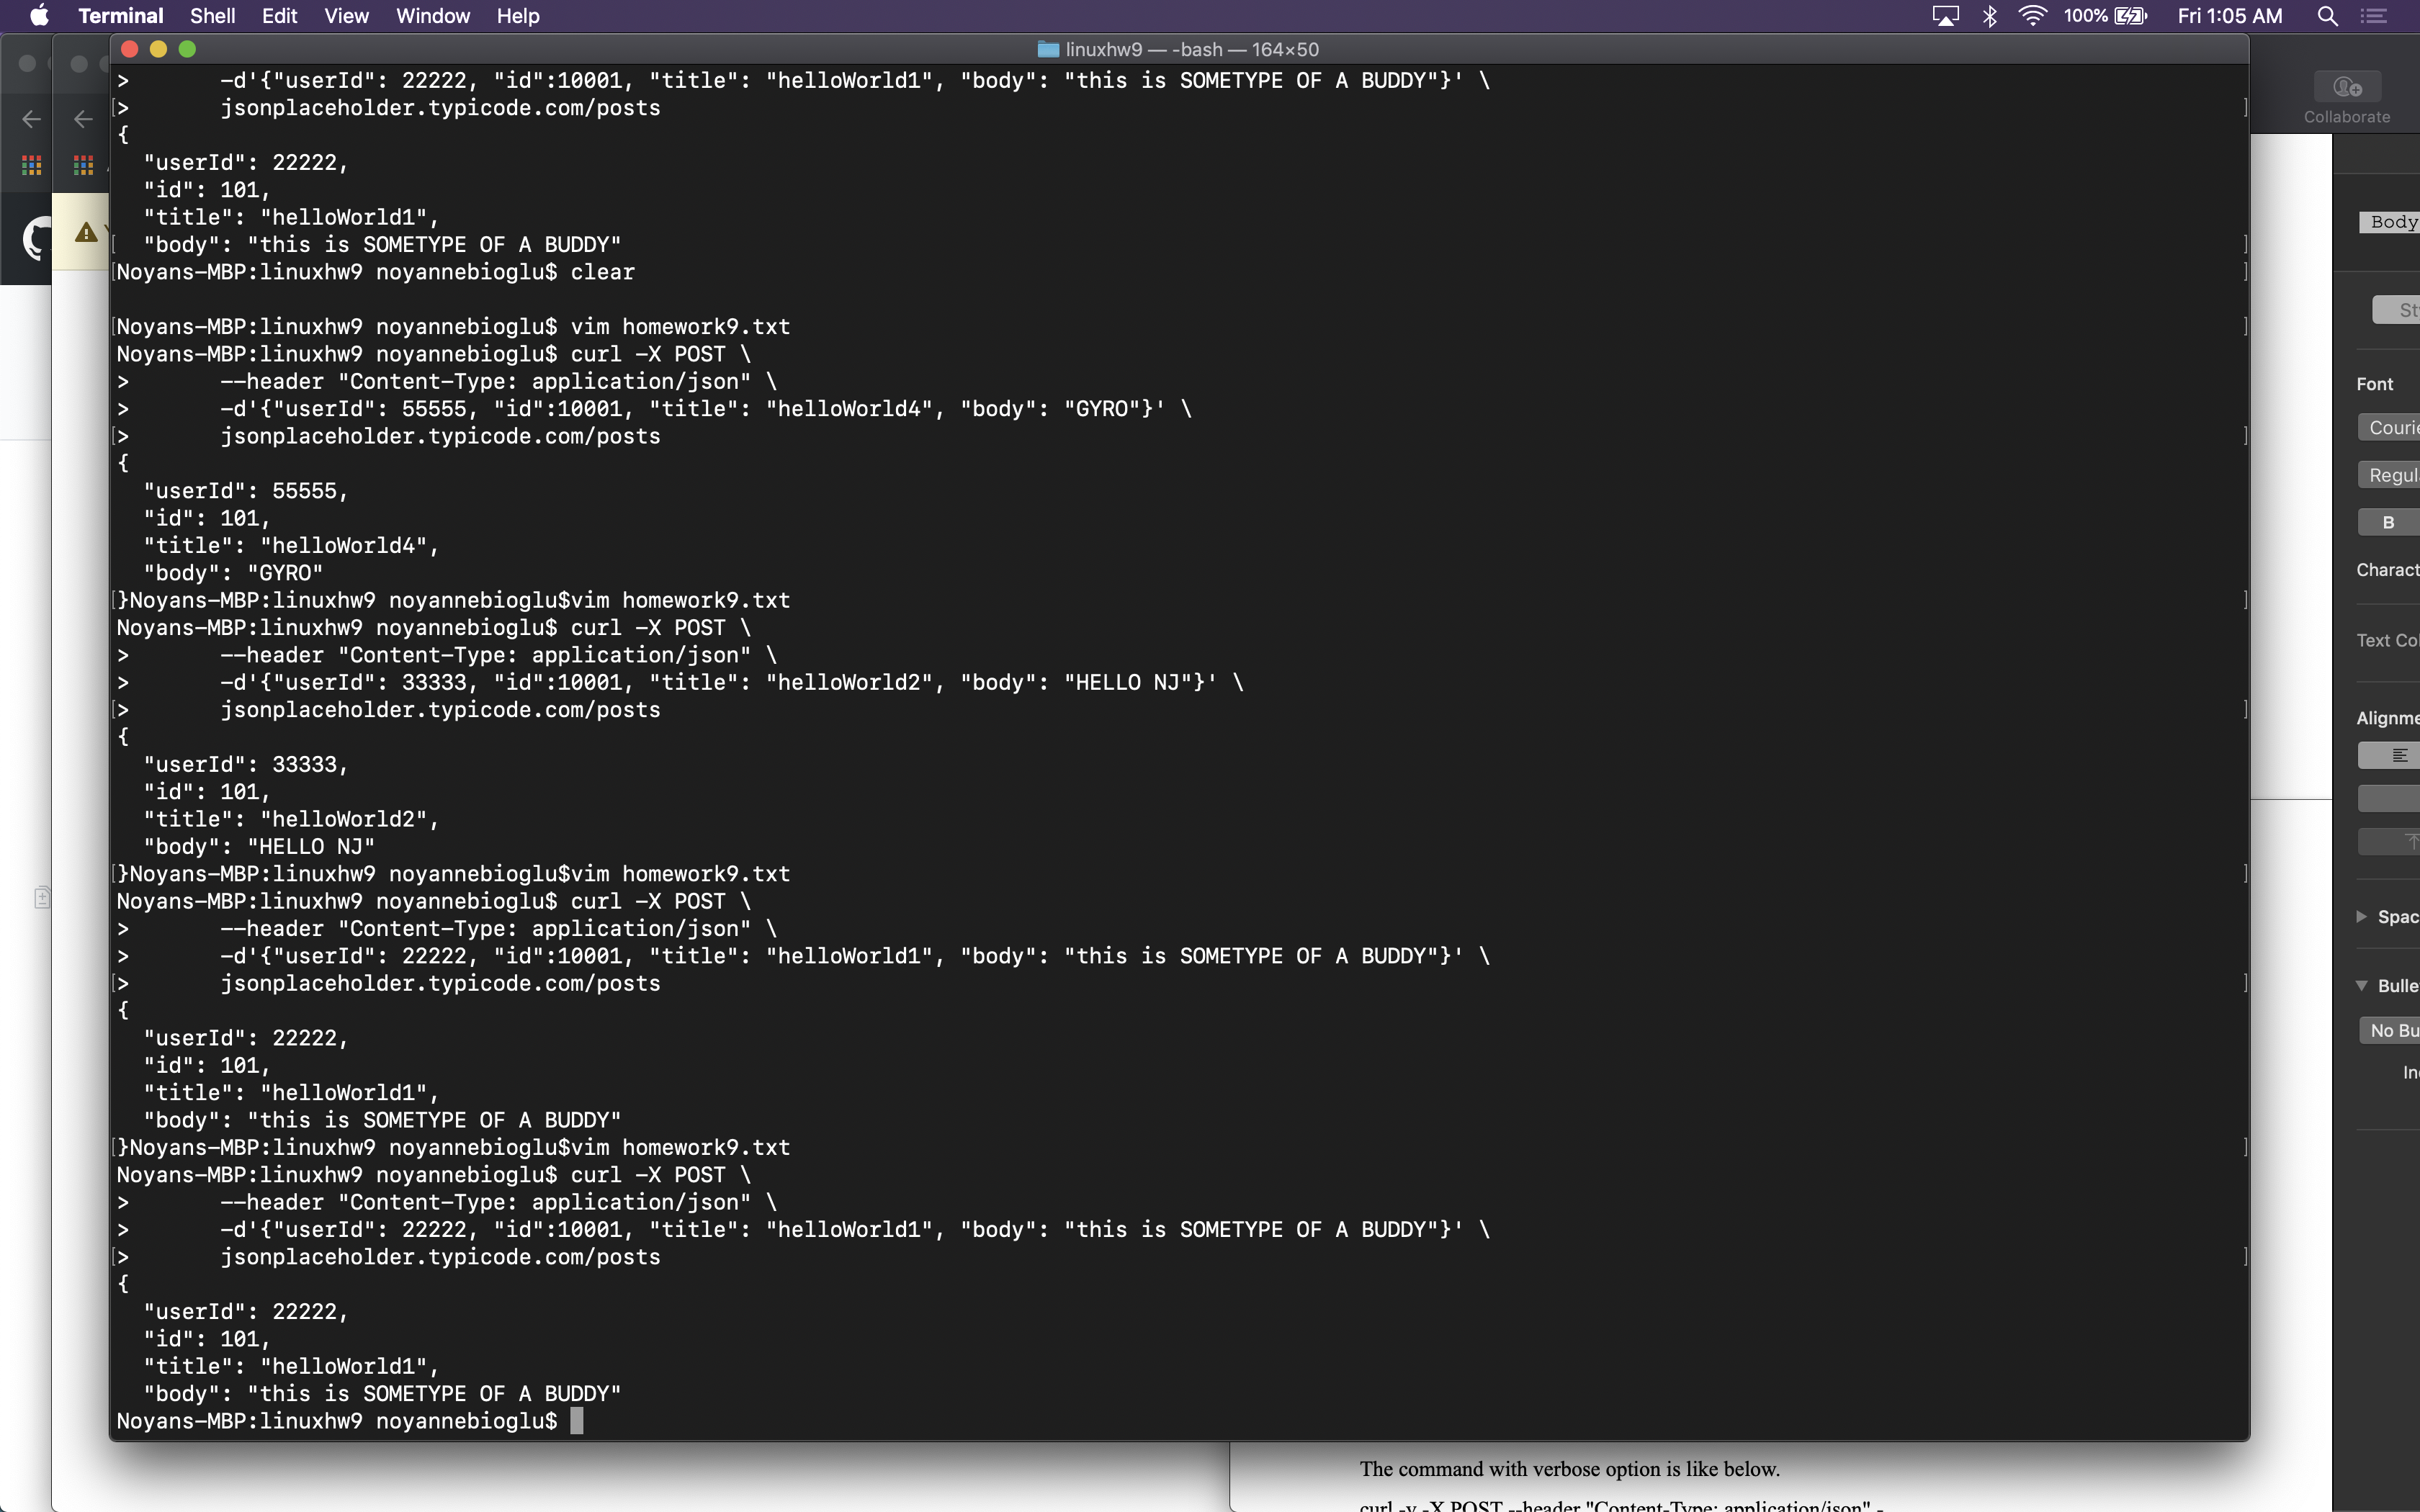 Terminal Shell Edit View Window Help 100% Fri 1:05 AM
linuxhw9 — -bash — 164×50
>       -d'{"userId": 22222, "id":10001, "title": "helloWorld1", "body": "this is SOMETYPE OF A BUDDY"}' \
[>       jsonplaceholder.typicode.com/posts ]
{
  "userId": 22222,
  "id": 101,
  "title": "helloWorld1",
[  "body": "this is SOMETYPE OF A BUDDY" ]
[Noyans-MBP:linuxhw9 noyannebioglu$ clear ]
[Noyans-MBP:linuxhw9 noyannebioglu$ vim homework9.txt ]
Noyans-MBP:linuxhw9 noyannebioglu$ curl -X POST \
>       --header "Content-Type: application/json" \
>       -d'{"userId": 55555, "id":10001, "title": "helloWorld4", "body": "GYRO"}' \
[>       jsonplaceholder.typicode.com/posts ]
{
  "userId": 55555,
  "id": 101,
  "title": "helloWorld4",
  "body": "GYRO"
[}Noyans-MBP:linuxhw9 noyannebioglu$vim homework9.txt ]
Noyans-MBP:linuxhw9 noyannebioglu$ curl -X POST \
>       --header "Content-Type: application/json" \
>       -d'{"userId": 33333, "id":10001, "title": "helloWorld2", "body": "HELLO NJ"}' \
[>       jsonplaceholder.typicode.com/posts ]
{
  "userId": 33333,
  "id": 101,
  "title": "helloWorld2",
  "body": "HELLO NJ"
[}Noyans-MBP:linuxhw9 noyannebioglu$vim homework9.txt ]
Noyans-MBP:linuxhw9 noyannebioglu$ curl -X POST \
>       --header "Content-Type: application/json" \
>       -d'{"userId": 22222, "id":10001, "title": "helloWorld1", "body": "this is SOMETYPE OF A BUDDY"}' \
[>       jsonplaceholder.typicode.com/posts ]
{
  "userId": 22222,
  "id": 101,
  "title": "helloWorld1",
  "body": "this is SOMETYPE OF A BUDDY"
[}Noyans-MBP:linuxhw9 noyannebioglu$vim homework9.txt ]
Noyans-MBP:linuxhw9 noyannebioglu$ curl -X POST \
>       --header "Content-Type: application/json" \
>       -d'{"userId": 22222, "id":10001, "title": "helloWorld1", "body": "this is SOMETYPE OF A BUDDY"}' \
[>       jsonplaceholder.typicode.com/posts ]
{
  "userId": 22222,
  "id": 101,
  "title": "helloWorld1",
  "body": "this is SOMETYPE OF A BUDDY"
Noyans-MBP:linuxhw9 noyannebioglu$
Collaborate
Body
St
Font
Courie
Regul
B
Charact
Text Col
Alignme
Spac
Bulle
No Bu
In
The command with verbose option is like below.
curl -v -X POST --header "Content-Type: application/json" -